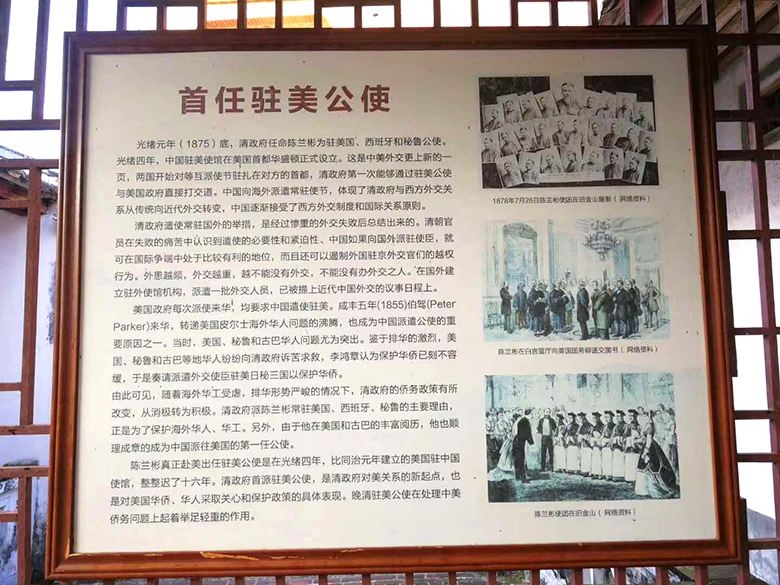 首任驻美公使
光绪元年（1875）底，清政府任命陈兰彬为驻美国、西班牙和秘鲁公使。
光绪四年，中国驻美使馆在美国首都华盛顿正式设立。这是中美外交更上新的一
页，两国开始对等互派使节驻扎在对方的首都，清政府第一次能够通过驻美公使
与美国政府直接打交道。中国向海外派遣常驻使节，体现了清政府与西方外交关
系从传统向近代外交转变，中国逐渐接受了西方外交制度和国际关系原则。
清政府遣使常驻国外的举措，是经过惨重的外交失败后总结出来的。清朝官
员在失败的痛苦中认识到遣使的必要性和紧迫性、中国如果向国外派驻使臣，就
可在国际争端中处于比较有利的地位，而且还可以遏制外国驻京外交官们的越权
行为。外患越频，外交越重，越不能没有外交，不能没有办外交之人。在国外建
立驻外使馆机构，派遣一批外交人员，已被提上近代中国外交的议事日程上。
美国政府每次派使来华，均要求中国遣使驻美。咸丰五年(1855)伯驾(Peter
Parker)来华，转递美国皮尔士海外华人问题的沸腾，也成为中国派遣公使的重
要原因之一。当时，美国、秘鲁和古巴华人问题尤为突出。鉴于排华的激烈，美
国、秘鲁和古巴等地华人纷纷向清政府诉苦求救，李鸿章认为保护华侨已刻不容
缓，于是奏请派遣外交使臣驻美日秘三国以保护华侨。
由此可见，随着海外华工受虐，排华形势严峻的情况下，清政府的侨务政策有所
改变，从消极转为积极。清政府派陈兰彬常驻美国、西班牙、秘鲁的主要理由，
正是为了保护海外华人、华工。另外，由于他在美国和古巴的丰富阅历，他也顺
理成章的成为中国派往美国的第一任公使。
陈兰彬真正赴美出任驻美公使是在光绪四年，比同治元年建立的美国驻中国
使馆，整整迟了十六年。清政府首派驻美公使，是清政府对美关系的新起点，也
是对美国华侨、华人采取关心和保护政策的具体表现。晚清驻美公使在处理中美
侨务问题上起着举足轻重的作用。
1878年7月26日陈兰彬使团在旧金山留影（网络资料）
陈兰彬在白宫蓝厅向美国国务卿递交国书（网络资料）
陈兰彬使团在旧金山（网络资料）